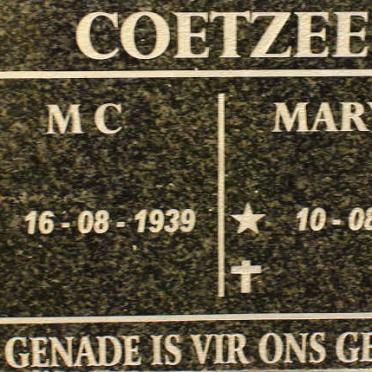 COETZEE
M C MARY
16-08-1939 10-08
GENADE IS VIR ONS GE